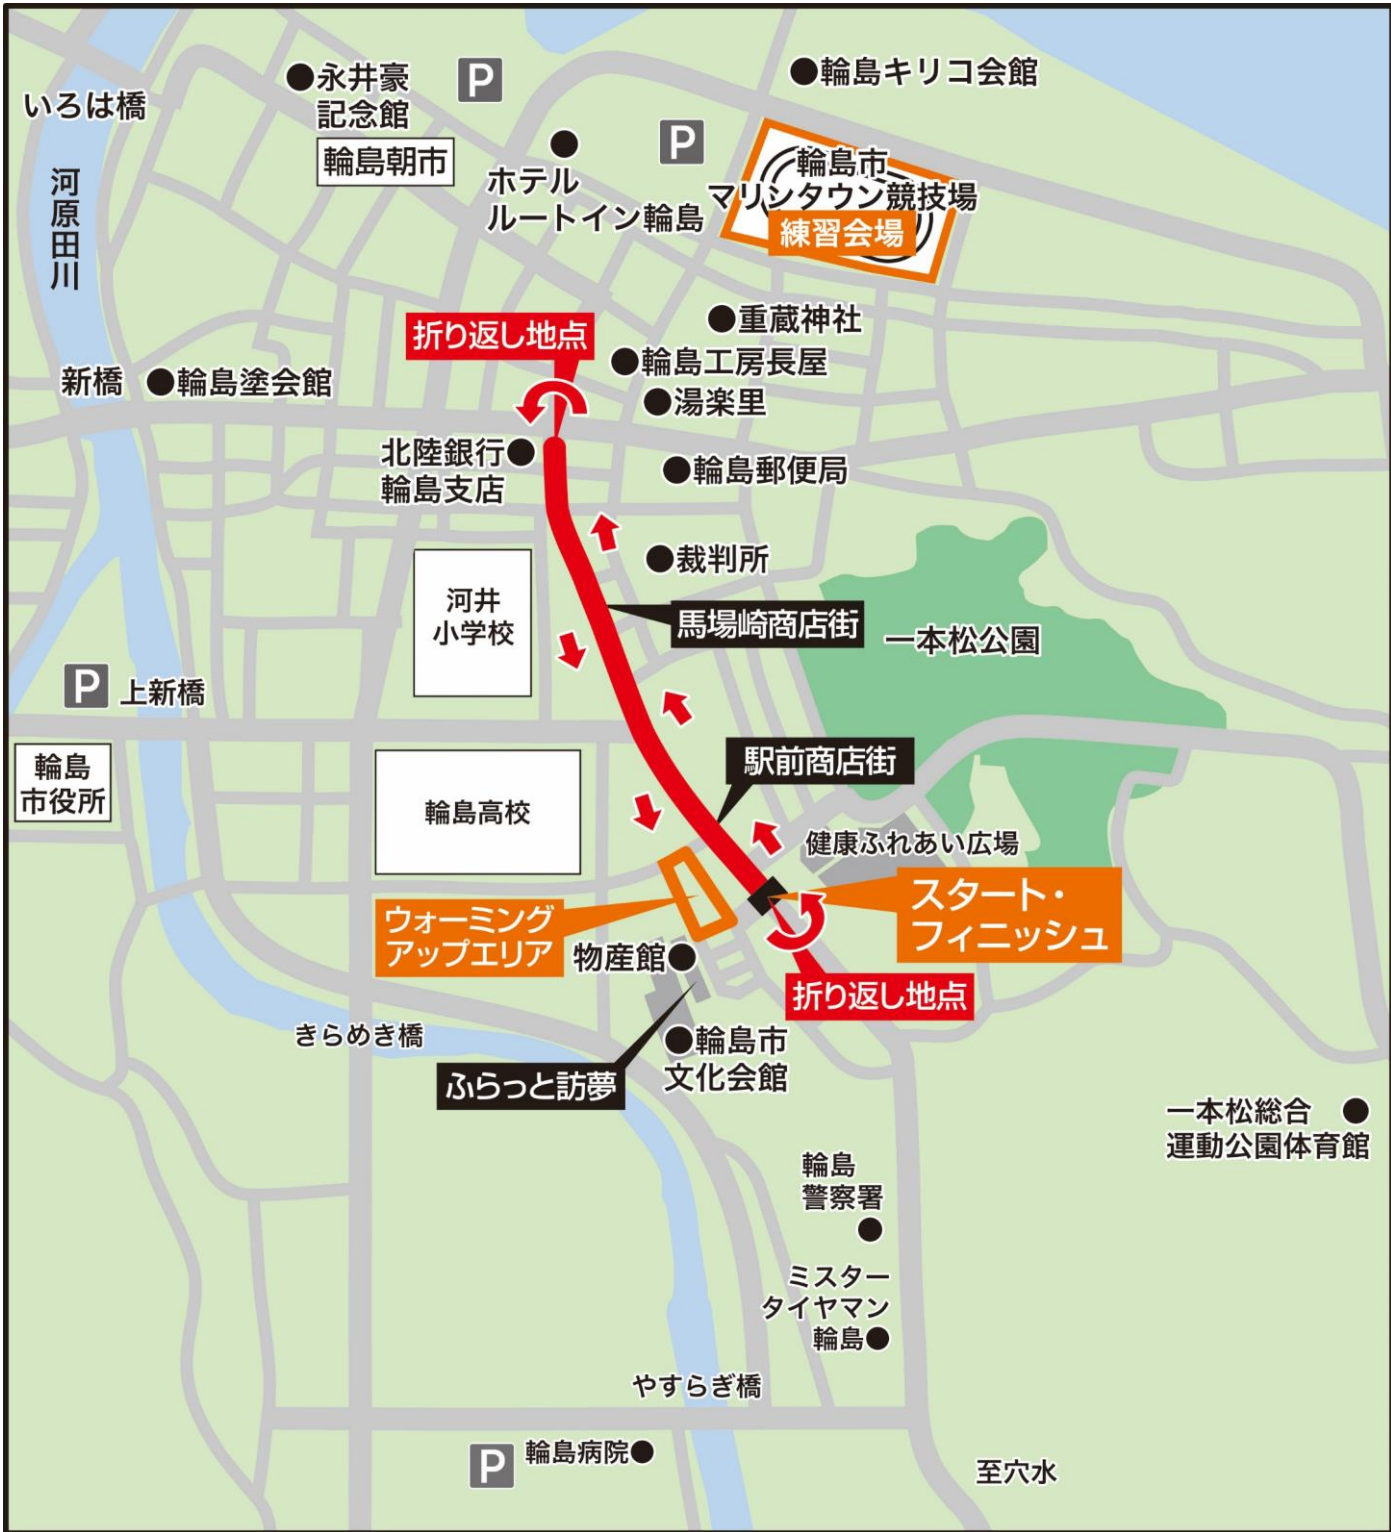 永井豪
記念館
P
輪島キリコ会館
いろは橋
輪島朝市
P
輪島市
マリンタウン競技場
練習会場
河原田川
ホテル
ルートイン輪島
重蔵神社
折り返し地点
輪島工房長屋
新橋
輪島塗会館
湯楽里
北陸銀行
輪島支店
輪島郵便局
裁判所
河井
小学校
馬場崎商店街
一本松公園
P
上新橋
駅前商店街
輪島
市役所
輪島高校
健康ふれあい広場
スタート・
フィニッシュ
ウォーミング
アップエリア
物産館
折り返し地点
きらめき橋
輪島市
文化会館
ふらっと訪夢
一本松総合
運動公園体育館
輪島
警察署
ミスター
タイヤマン
輪島
やすらぎ橋
P
輪島病院
至穴水